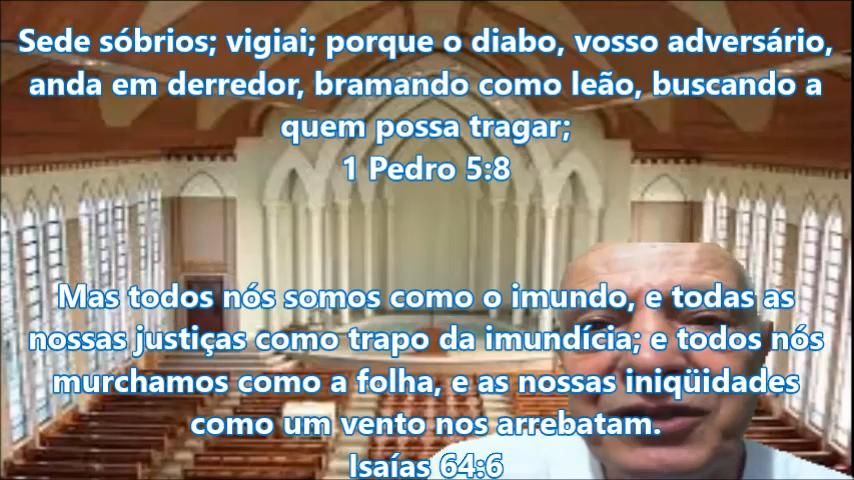 Sede sóbrios; vigiai; porque o diabo, vosso adversário,
anda em derredor, bramando como leão, buscando a
quem possa tragar;
1 Pedro 5:8
Mas todos nós somos como o imundo, e todas as
nossas justiças como trapo da imundícia; e todos nós
murchamos como a folha, e as nossas iniqüidades
como um vento nos arrebatam.
Isaías 64:6